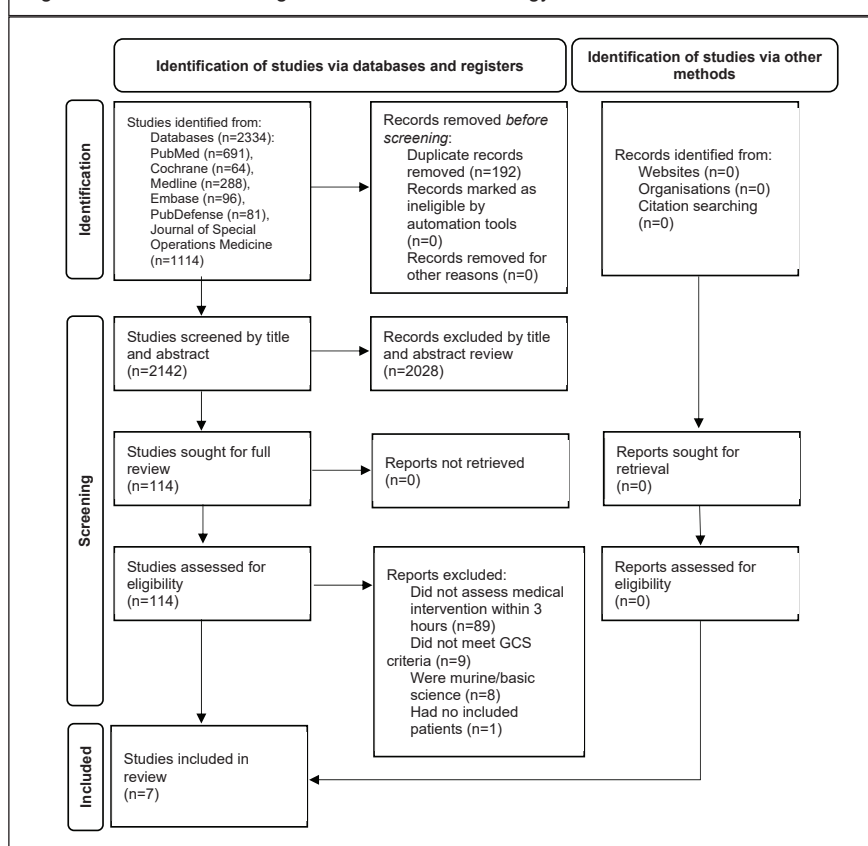 Identification of studies via databases and registers
Identification of studies via other
methods
Identification
Studies identified from:
Databases (n=2334):
PubMed (n=691),
Cochrane (n=64),
Medline (n=288),
Embase (n=96),
PubDefense (n=81),
Journal of Special
Operations Medicine
(n=1114)
Records removed before
screening:
Duplicate records
removed (n=192)
Records marked as
ineligible by
automation tools
(n=0)
Records removed for
other reasons (n=0)
Records identified from:
Websites (n=0)
Organisations (n=0)
Citation searching
(n=0)
Screening
Studies screened by title
and abstract
(n=2142)
Records excluded by title
and abstract review
(n=2028)
Studies sought for full
review
(n=114)
Reports not retrieved
(n=0)
Reports sought for
retrieval
(n=0)
Studies assessed for
eligibility
(n=114)
Reports excluded:
Did not assess medical
intervention within 3
hours (n=89)
Did not meet GCS
criteria (n=9)
Were murine/basic
science (n=8)
Had no included
patients (n=1)
Reports assessed for
eligibility
(n=0)
Included
Studies included in
review
(n=7)